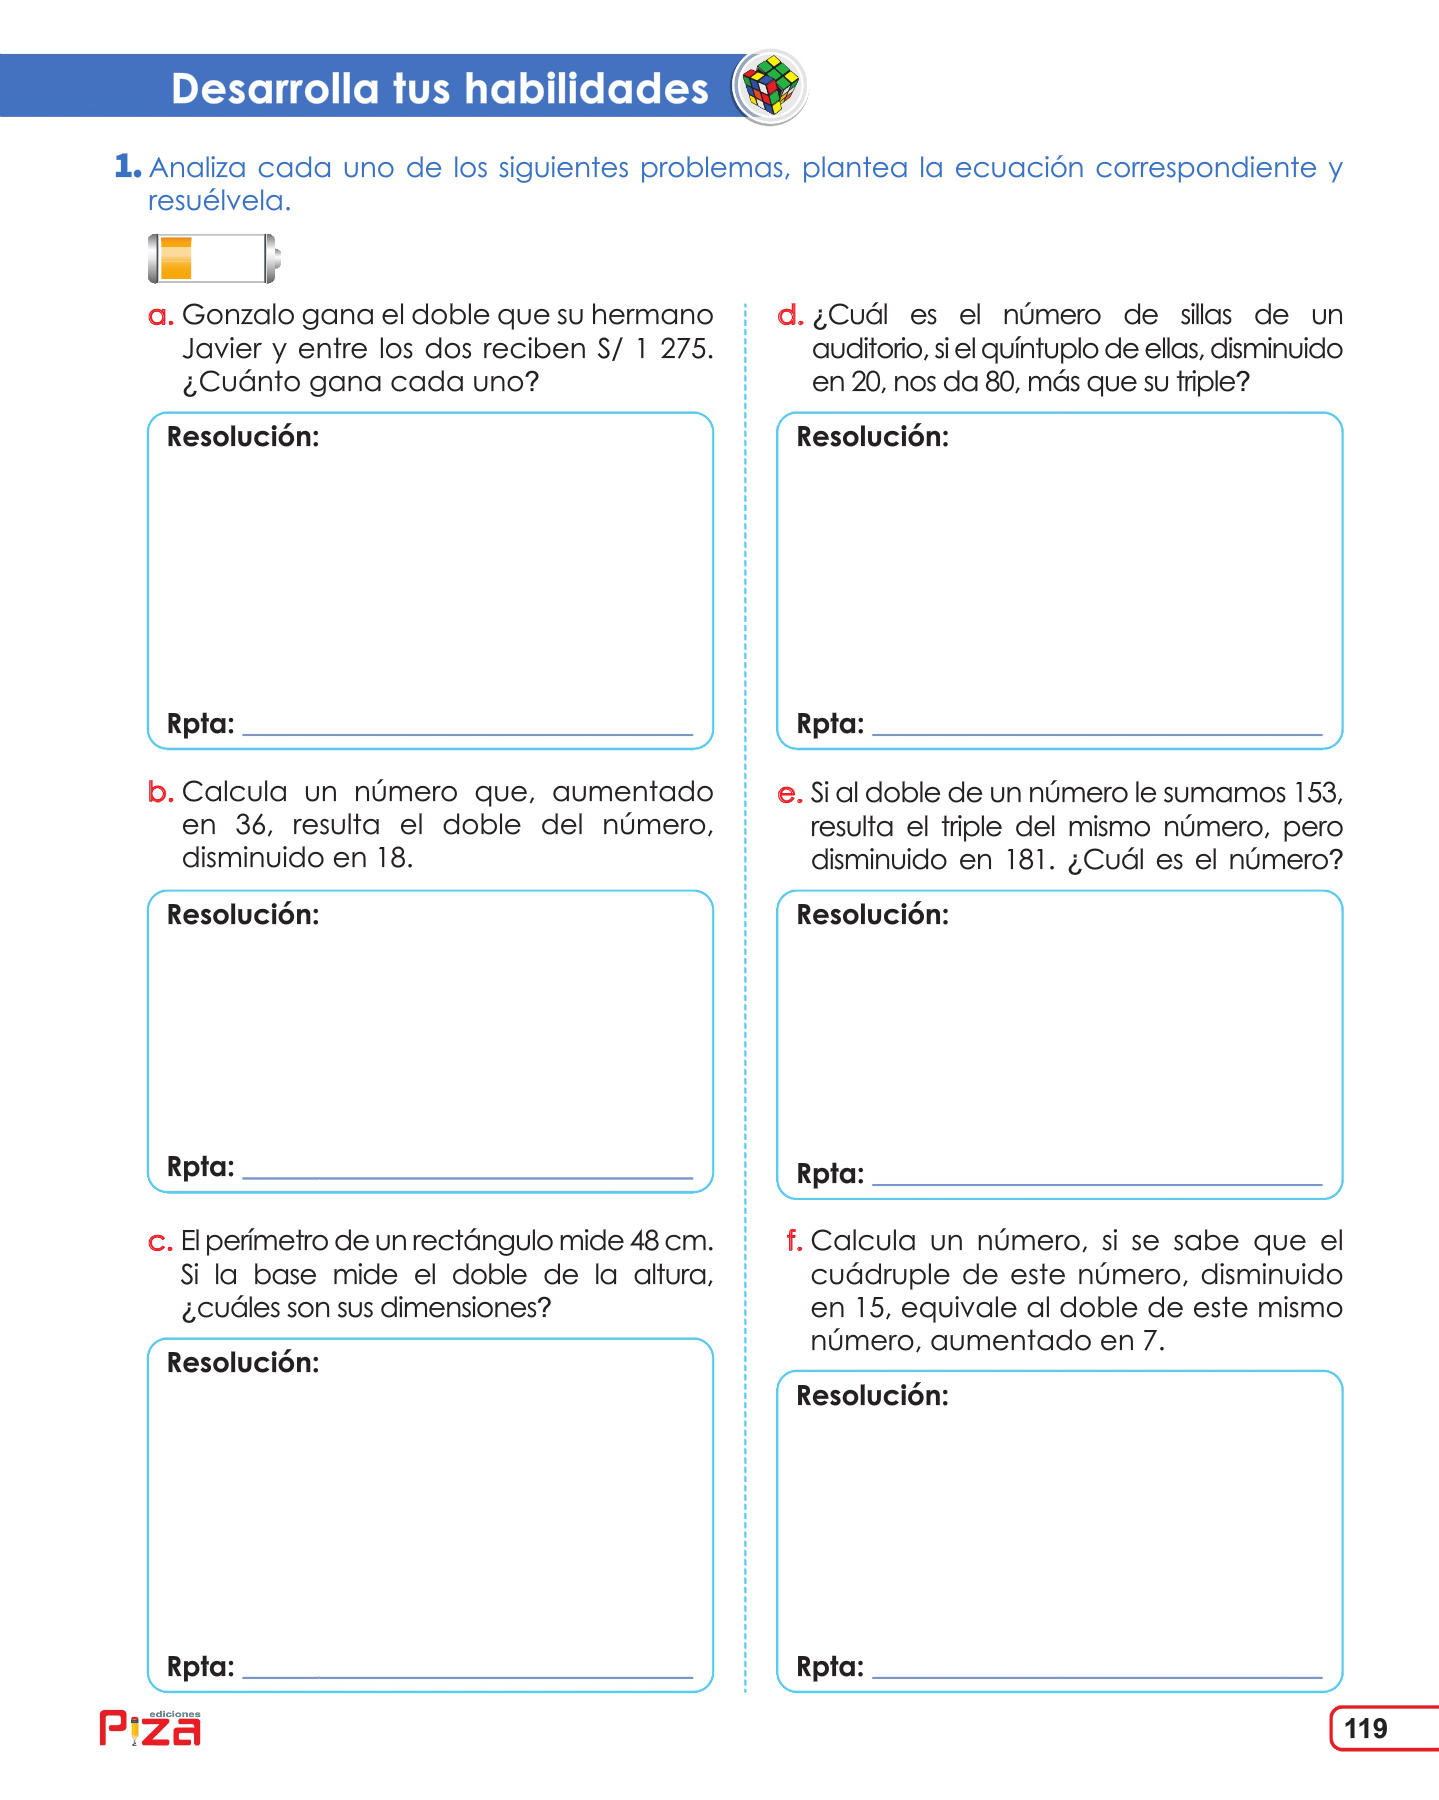 Desarrolla tus habilidades
1. Analiza cada uno de los siguientes problemas, plantea la ecuación correspondiente y
resuélvela.
a. Gonzalo gana el doble que su hermano
Javier y entre los dos reciben S/ 1 275.
¿Cuánto gana cada uno?
Resolución:
Rpta:
b. Calcula un número que, aumentado
en 36, resulta el doble del número,
disminuido en 18.
Resolución:
Rpta:
c. El perímetro de un rectángulo mide 48 cm.
Si la base mide el doble de la altura,
¿cuáles son sus dimensiones?
Resolución:
Rpta:
d. ¿Cuál es el número de sillas de un
auditorio, si el quíntuplo de ellas, disminuido
en 20, nos da 80, más que su triple?
Resolución:
Rpta:
e. Si al doble de un número le sumamos 153,
resulta el triple del mismo número, pero
disminuido en 181. ¿Cuál es el número?
Resolución:
Rpta:
f. Calcula un número, si se sabe que el
cuádruple de este número, disminuido
en 15, equivale al doble de este mismo
número, aumentado en 7.
Resolución:
Rpta:
ediciones
Piza
119